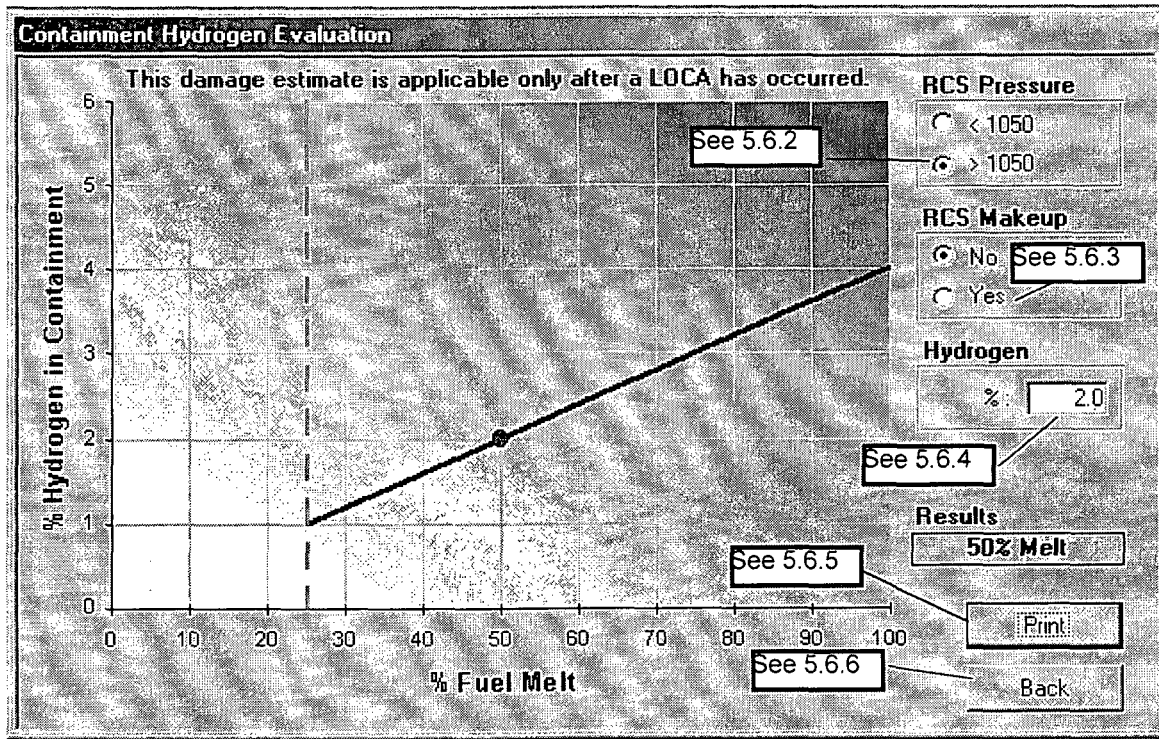 Containment Hydrogen Evaluation
This damage estimate is applicable only after a LOCA has occurred.
% Hydrogen in Containment
6
5
4
3
2
1
0
0 10 20 30 40 50 60 70 80 90 100
% Fuel Melt
RCS Pressure
< 1050
See 5.6.2
> 1050
RCS Makeup
No
See 5.6.3
Yes
Hydrogen
% : 2.0
See 5.6.4
Results
50% Melt
See 5.6.5
Print
See 5.6.6
Back